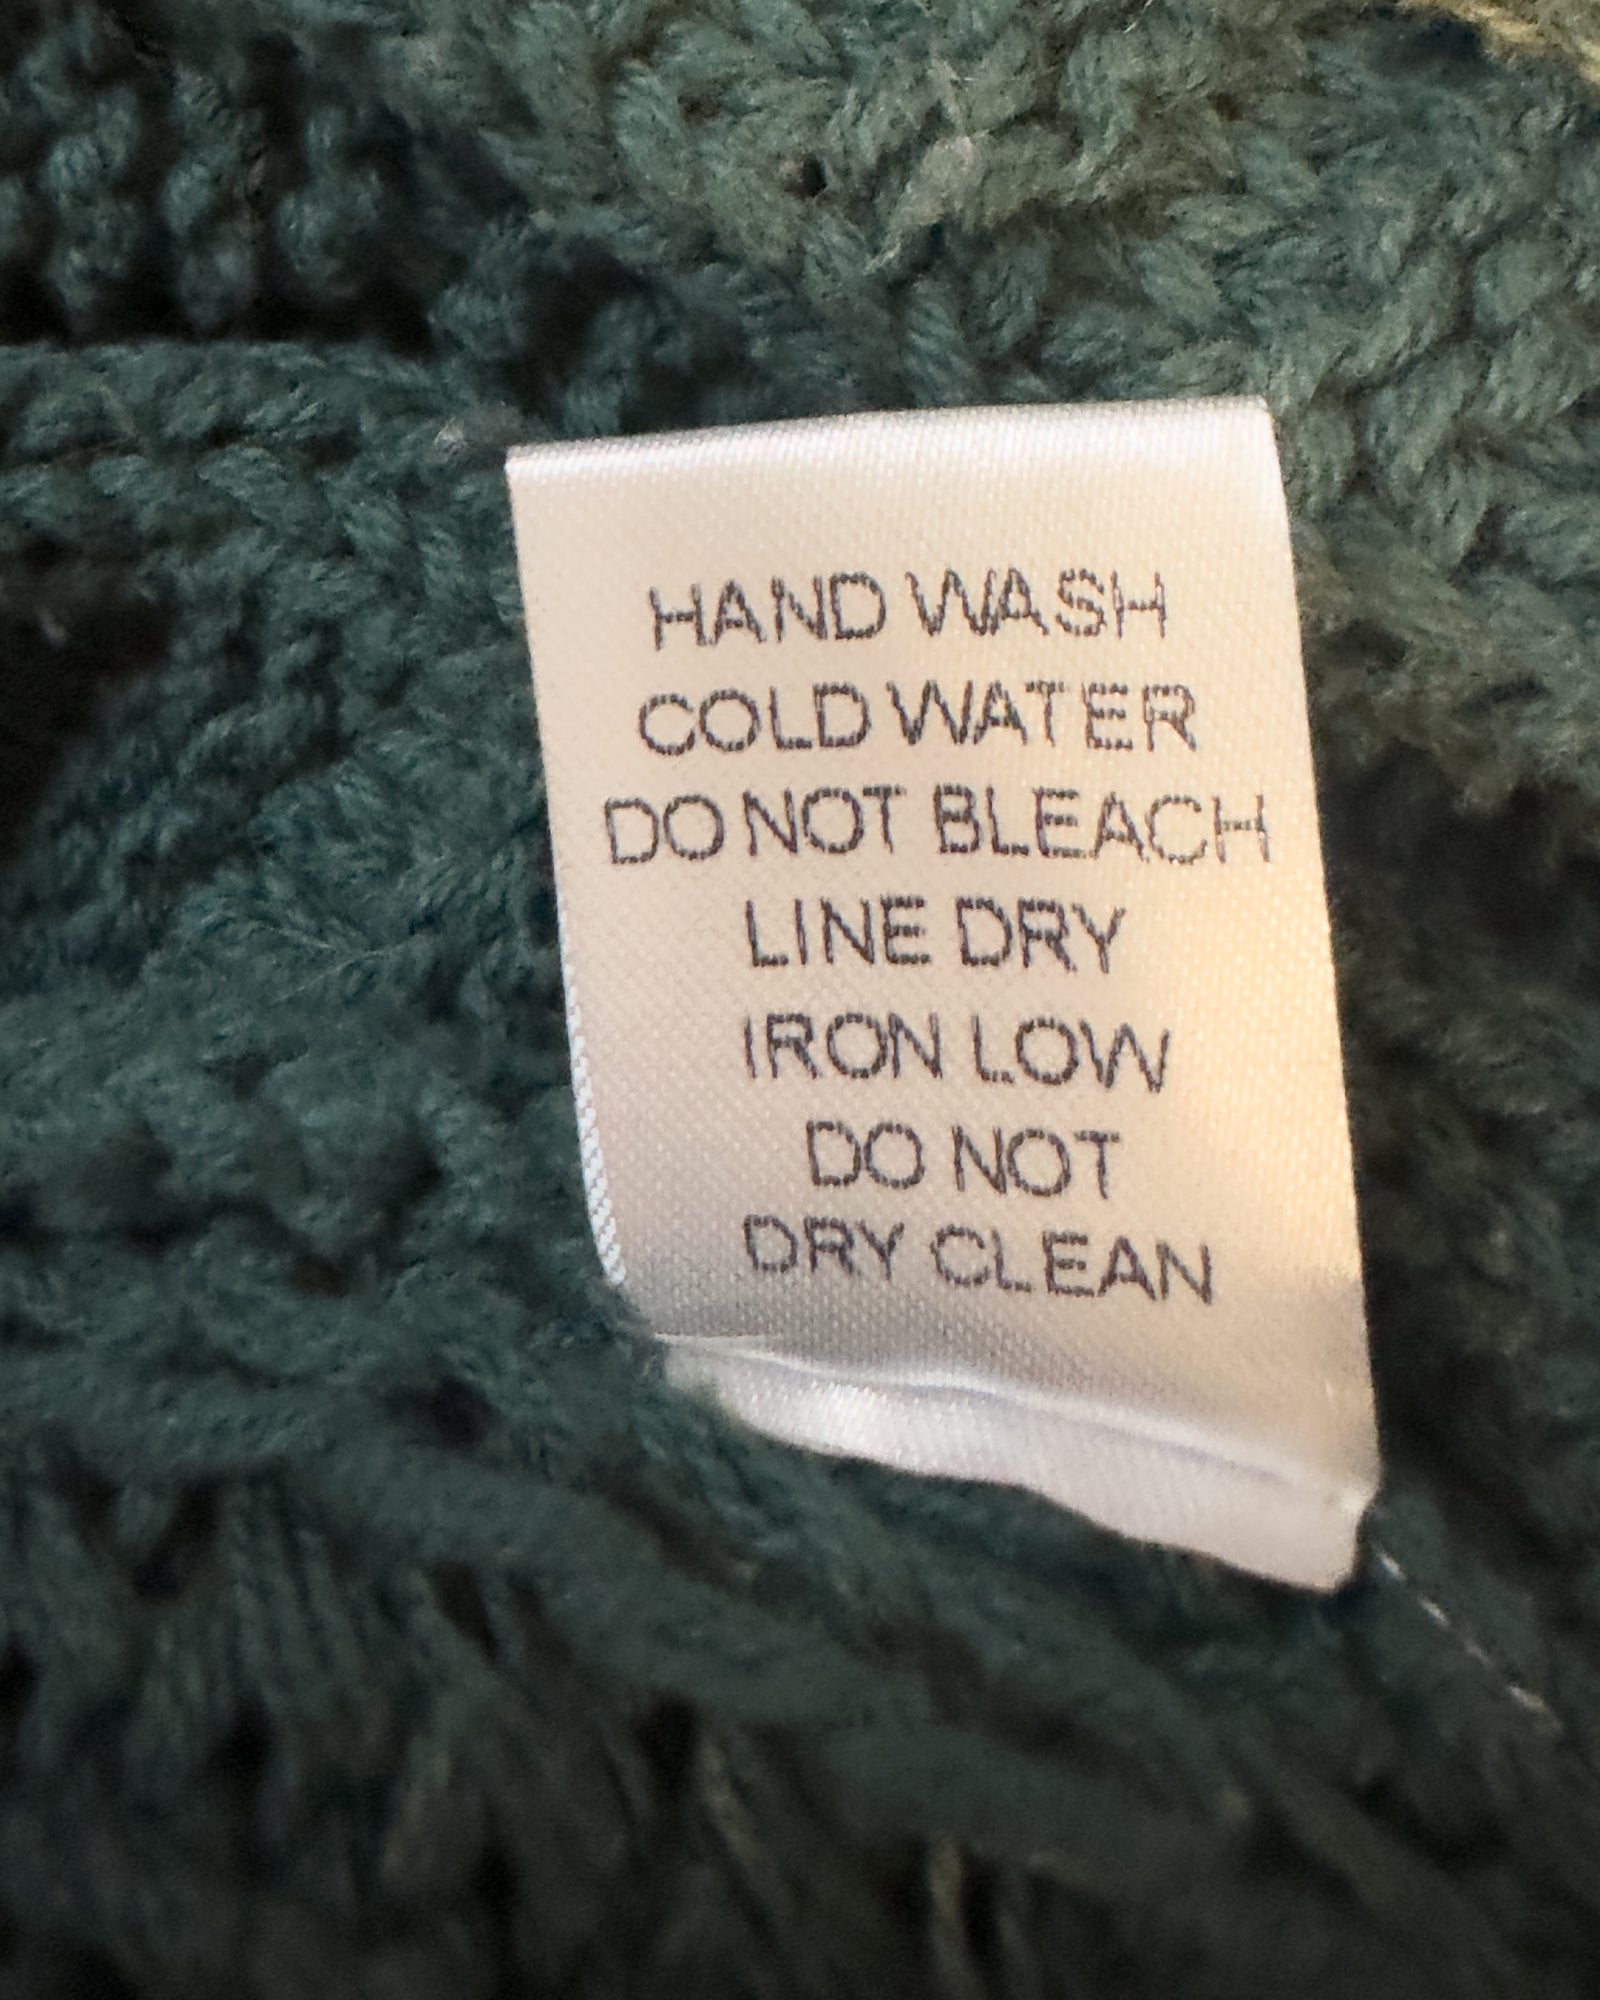 HAND WASH
COLD WATER
DO NOT BLEACH
LINE DRY
IRON LOW
DO NOT
DRY CLEAN